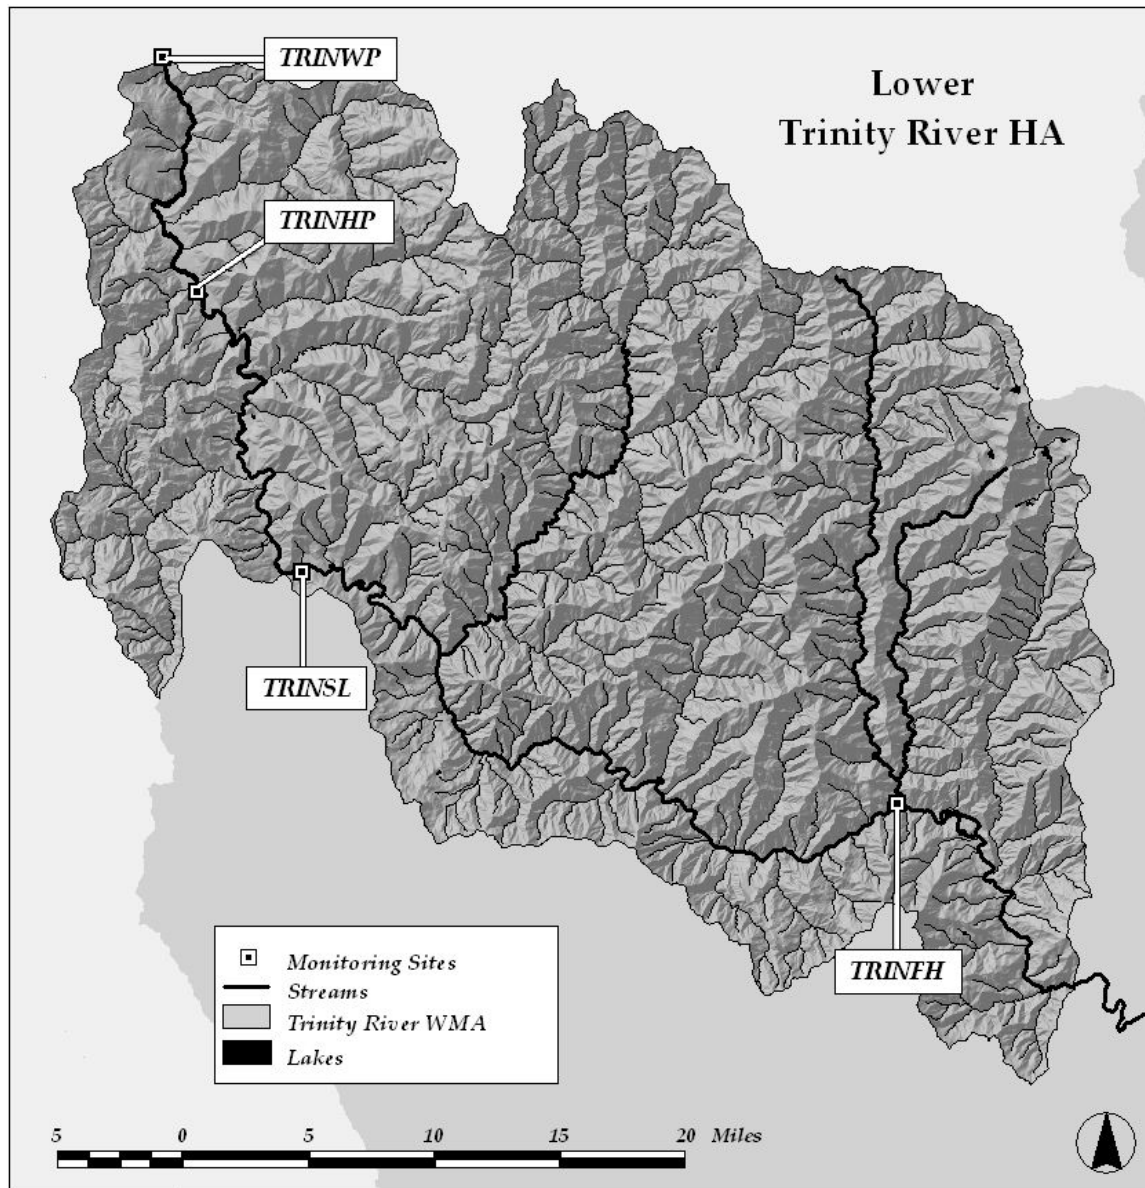 TRINWP
Lower
Trinity River HA
TRINHP
TRINSL
TRINFH
Monitoring Sites
Streams
Trinity River WMA
Lakes
5 0 5 10 15 20 Miles